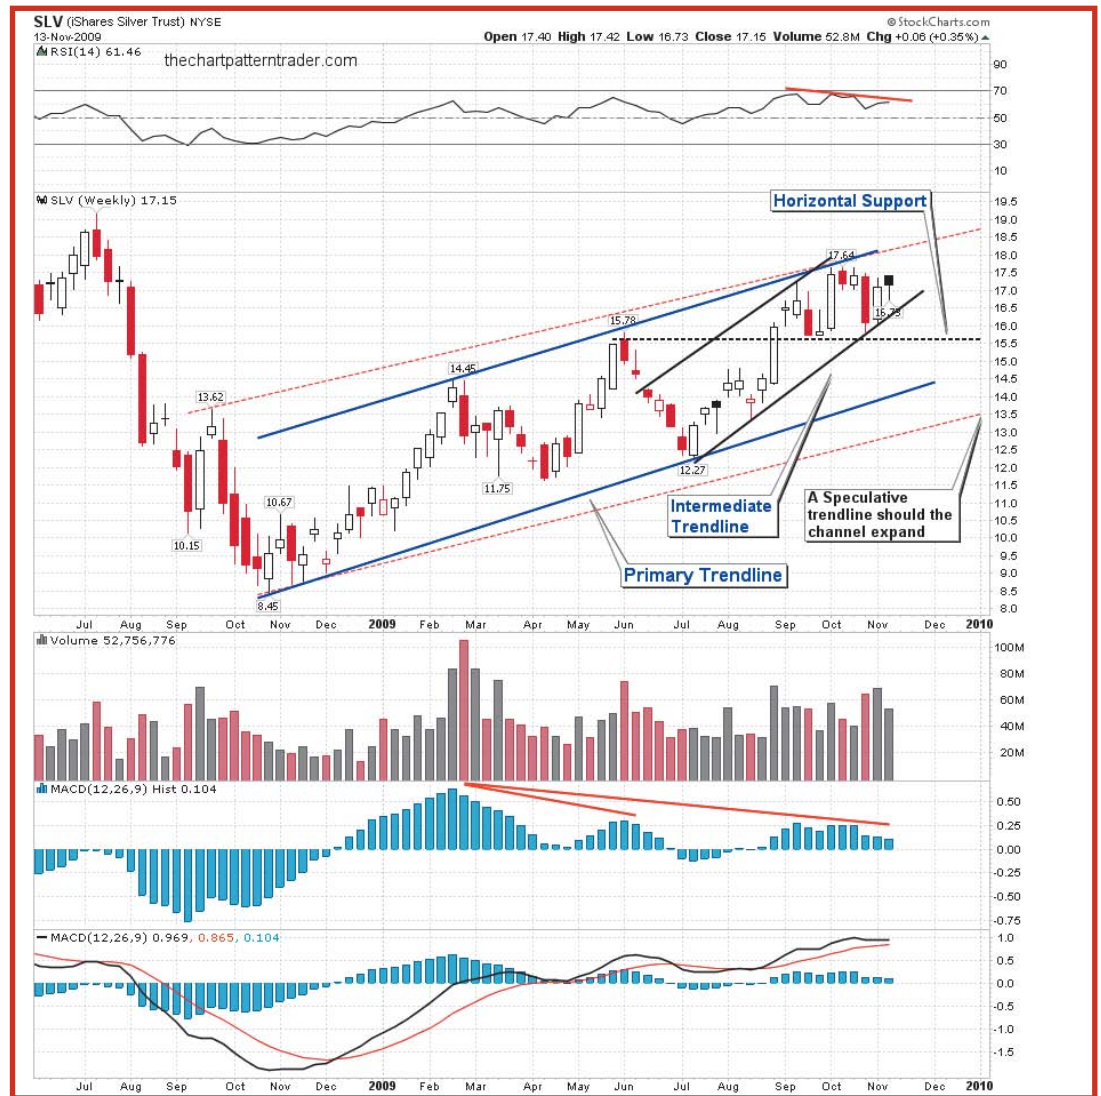 SLV (iShares Silver Trust) NYSE
© StockCharts.com
13-Nov-2009
Open 17.40 High 17.42 Low 16.73 Close 17.15 Volume 52.8M Chg +0.06 (+0.35%)
RSI(14) 61.46
thechartpatterntrader.com
90
70
50
30
10
SLV (Weekly) 17.15
Horizontal Support
19.5
19.0
18.5
18.0
17.5
17.0
16.5
16.0
15.5
15.0
14.5
14.0
13.5
13.0
12.5
12.0
11.5
11.0
10.5
10.0
9.5
9.0
8.5
8.0
17.64
16.73
15.78
14.45
13.62
12.27
11.75
10.67
10.15
8.45
Intermediate
Trendline
A Speculative
trendline should the
channel expand
Primary Trendline
Jul Aug Sep Oct Nov Dec 2009 Feb Mar Apr May Jun Jul Aug Sep Oct Nov Dec 2010
Volume 52,756,776
100M
80M
60M
40M
20M
MACD(12,26,9) Hist 0.104
0.50
0.25
0.00
-0.25
-0.50
-0.75
MACD(12,26,9) 0.969, 0.865, 0.104
1.0
0.5
0.0
-0.5
-1.0
-1.5
Jul Aug Sep Oct Nov Dec 2009 Feb Mar Apr May Jun Jul Aug Sep Oct Nov Dec 2010